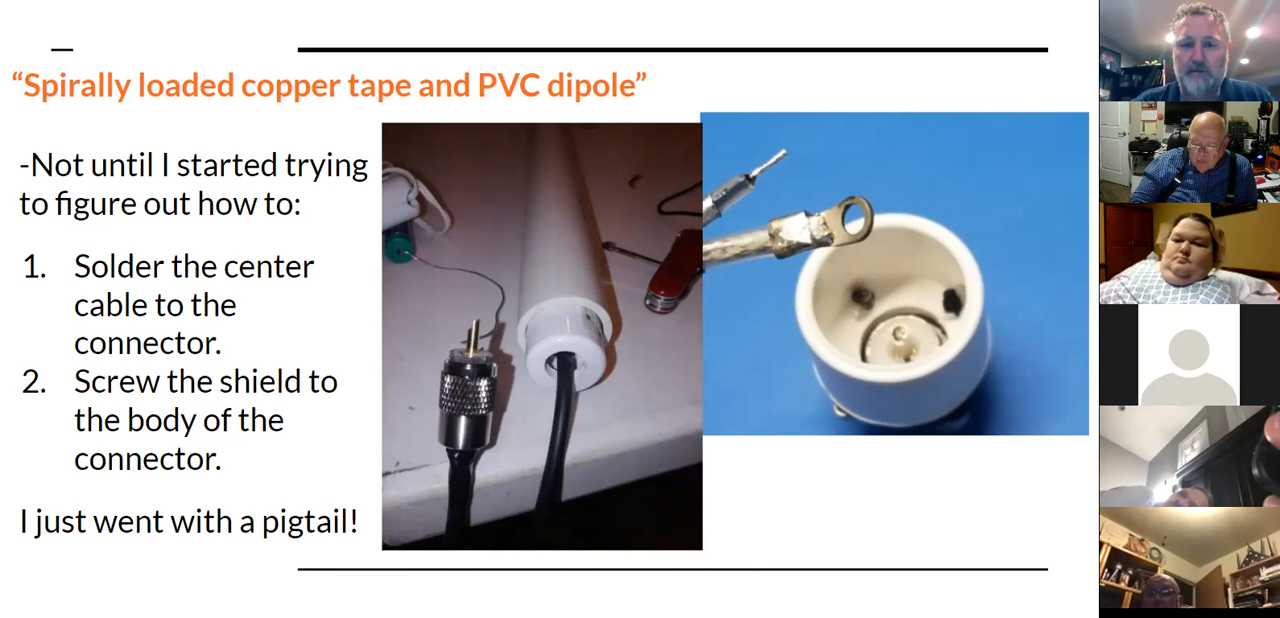 “Spirally loaded copper tape and PVC dipole”
-Not until I started trying
to figure out how to:
1. Solder the center
cable to the
connector.
2. Screw the shield to
the body of the
connector.
I just went with a pigtail!